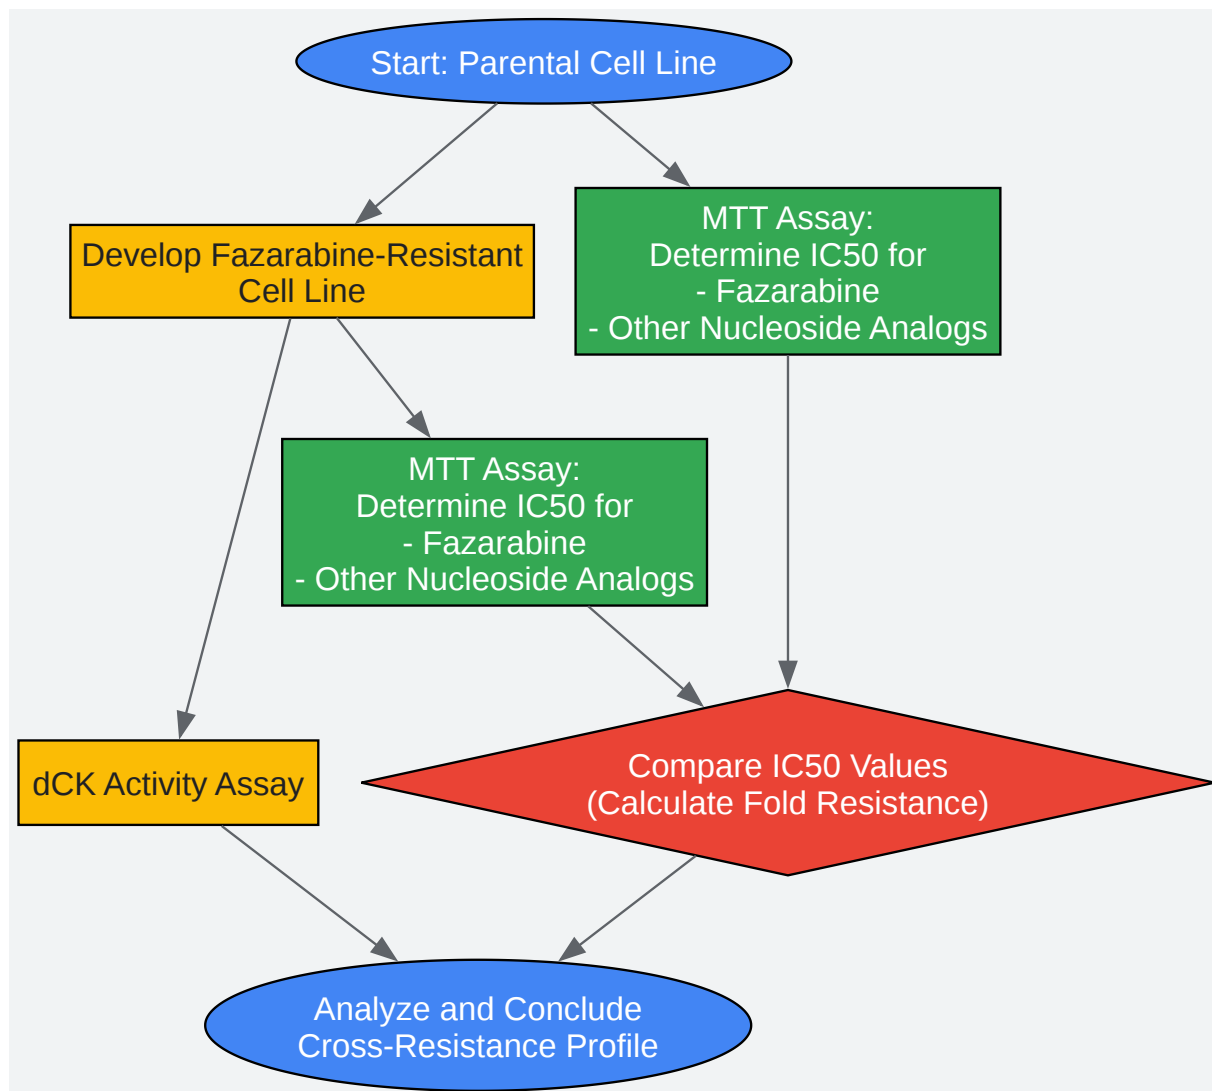 Start: Parental Cell Line
Develop Fazarabine-Resistant
Cell Line
MTT Assay:
Determine IC50 for
- Fazarabine
- Other Nucleoside Analogs
MTT Assay:
Determine IC50 for
- Fazarabine
- Other Nucleoside Analogs
dCK Activity Assay
Compare IC50 Values
(Calculate Fold Resistance)
Analyze and Conclude
Cross-Resistance Profile